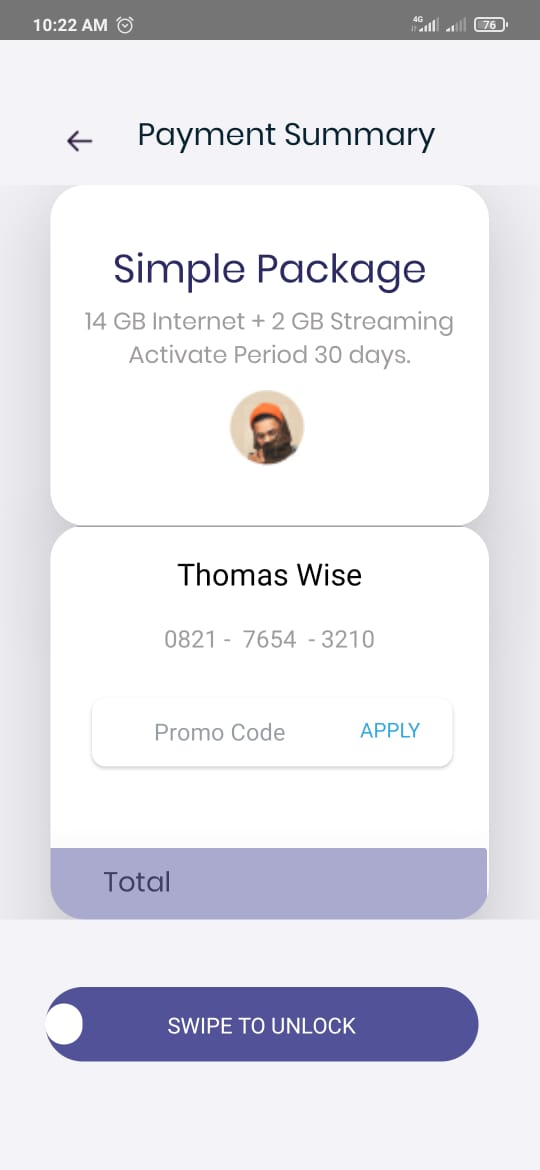 10:22 AM
4G
76
Payment Summary
Simple Package
14 GB Internet + 2 GB Streaming
Activate Period 30 days.
Thomas Wise
0821 -  7654  - 3210
Promo Code
APPLY
Total
SWIPE TO UNLOCK